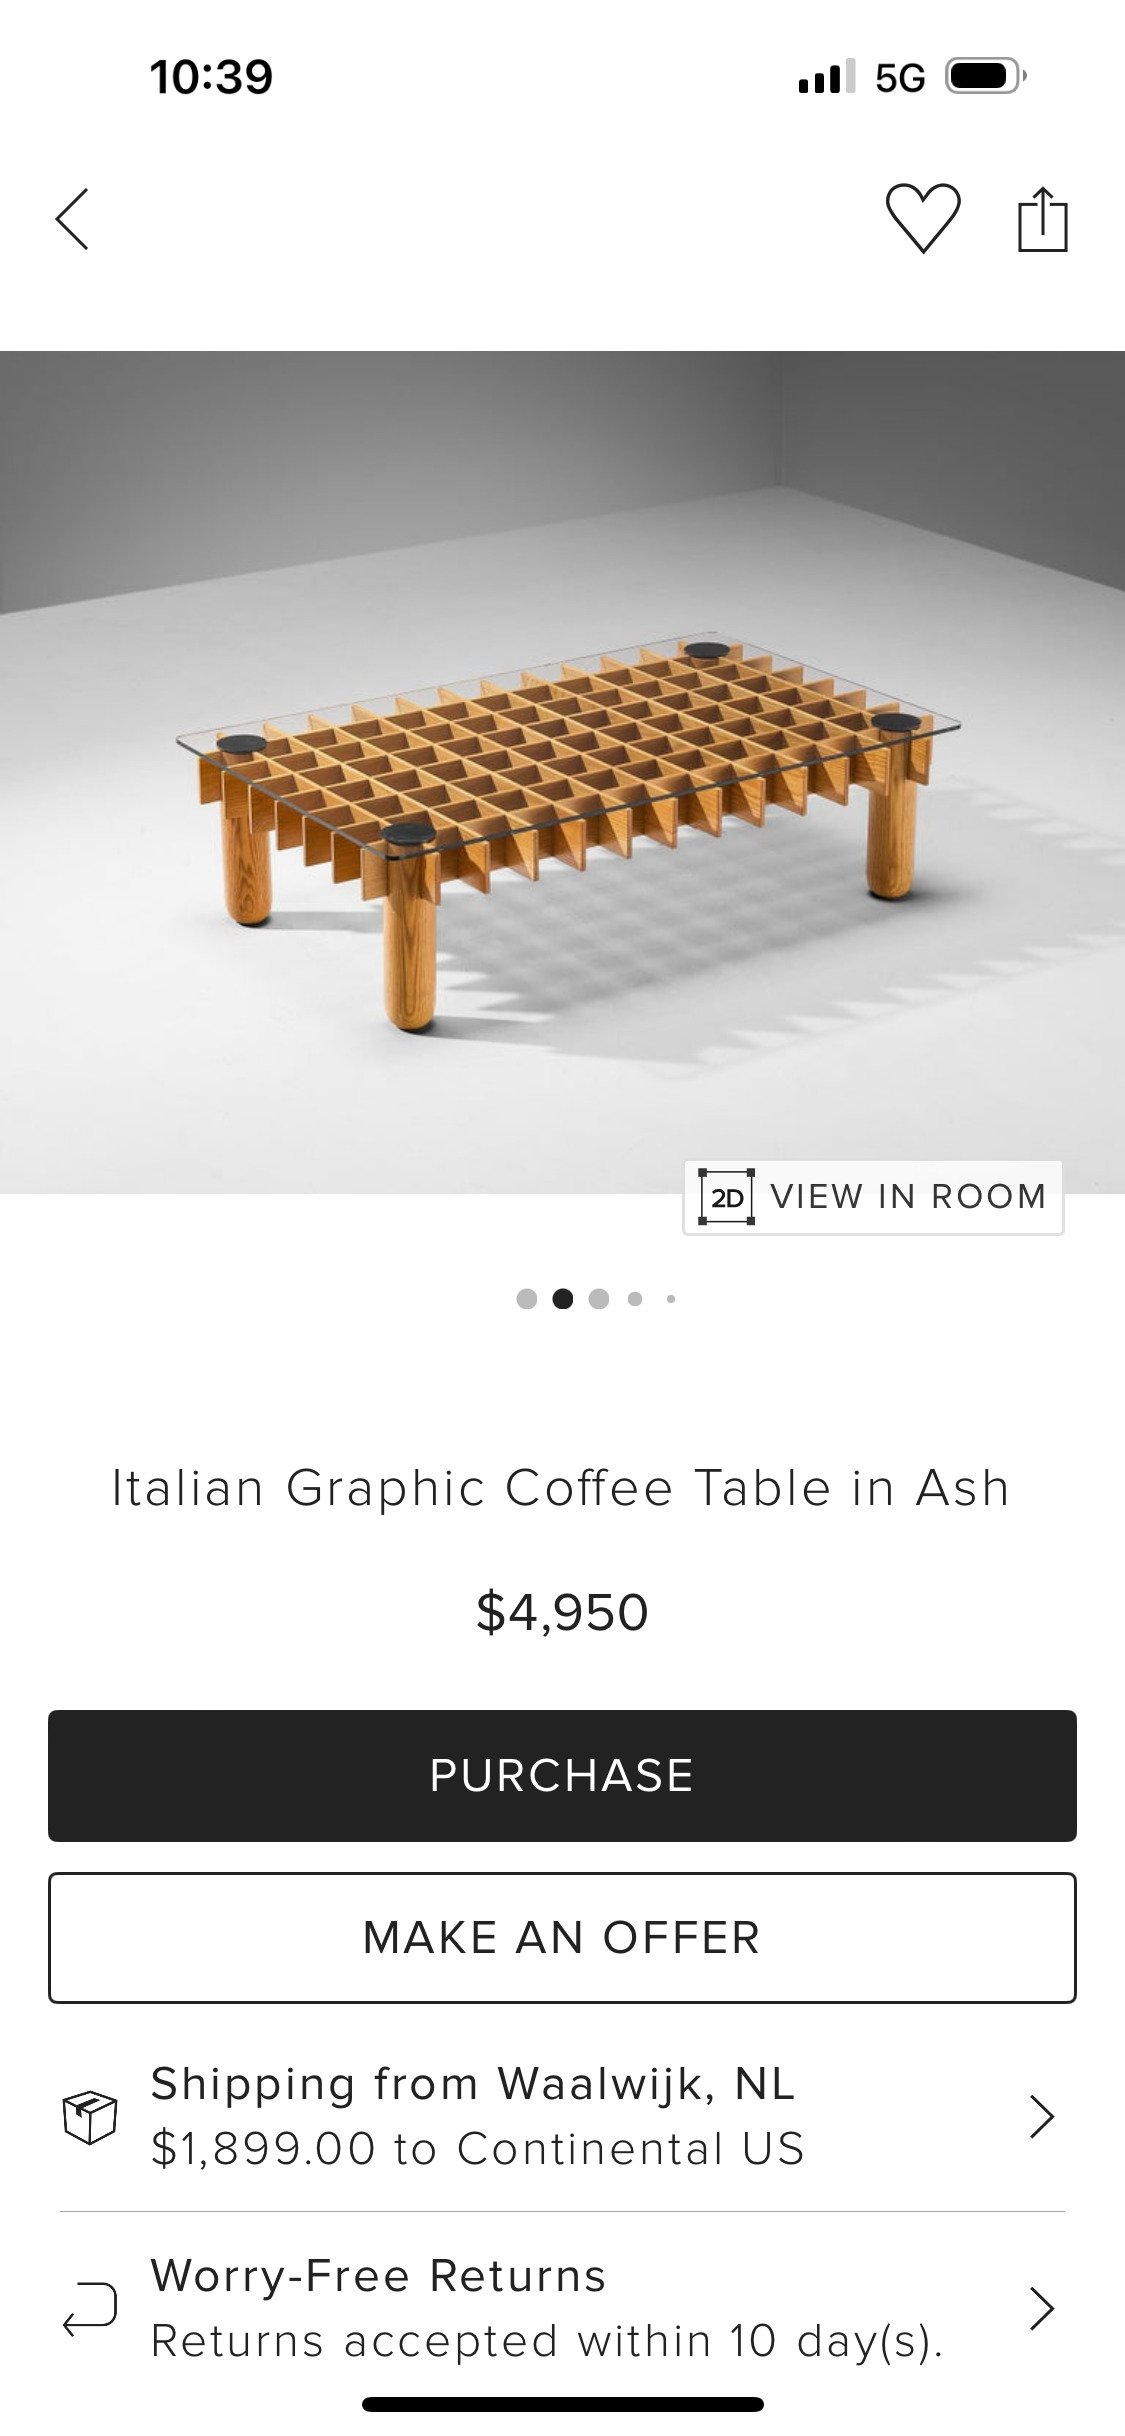 10:39
5G
2D VIEW IN ROOM
Italian Graphic Coffee Table in Ash
$4,950
PURCHASE
MAKE AN OFFER
Shipping from Waalwijk, NL
$1,899.00 to Continental US
Worry-Free Returns
Returns accepted within 10 day(s).